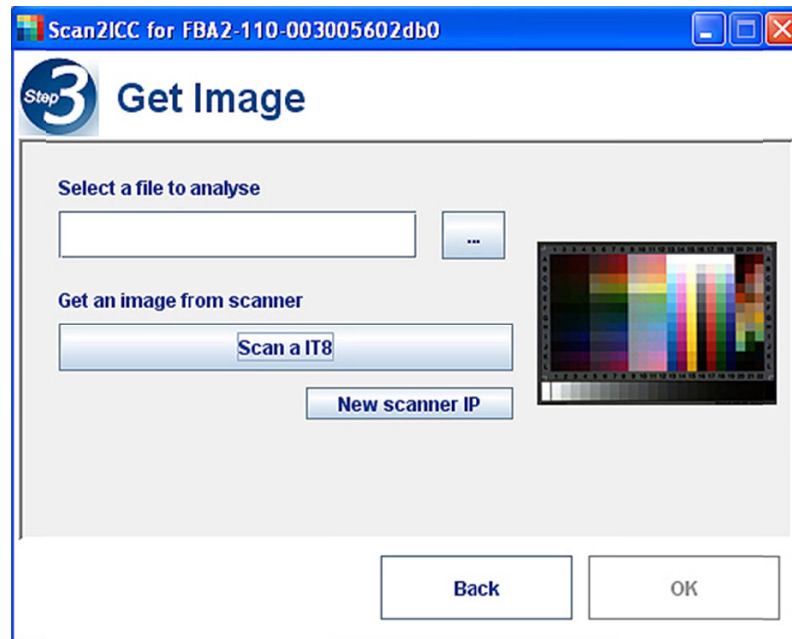 Scan2ICC for FBA2-110-003005602db0
Step 3 Get Image
Select a file to analyse
...
Get an image from scanner
Scan a IT8
New scanner IP
Back OK